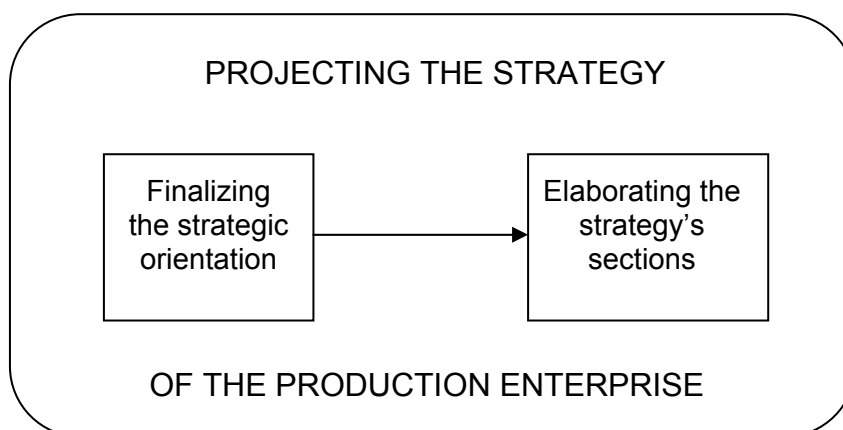 PROJECTING THE STRATEGY
Finalizing
the strategic
orientation
Elaborating the
strategy’s
sections
OF THE PRODUCTION ENTERPRISE